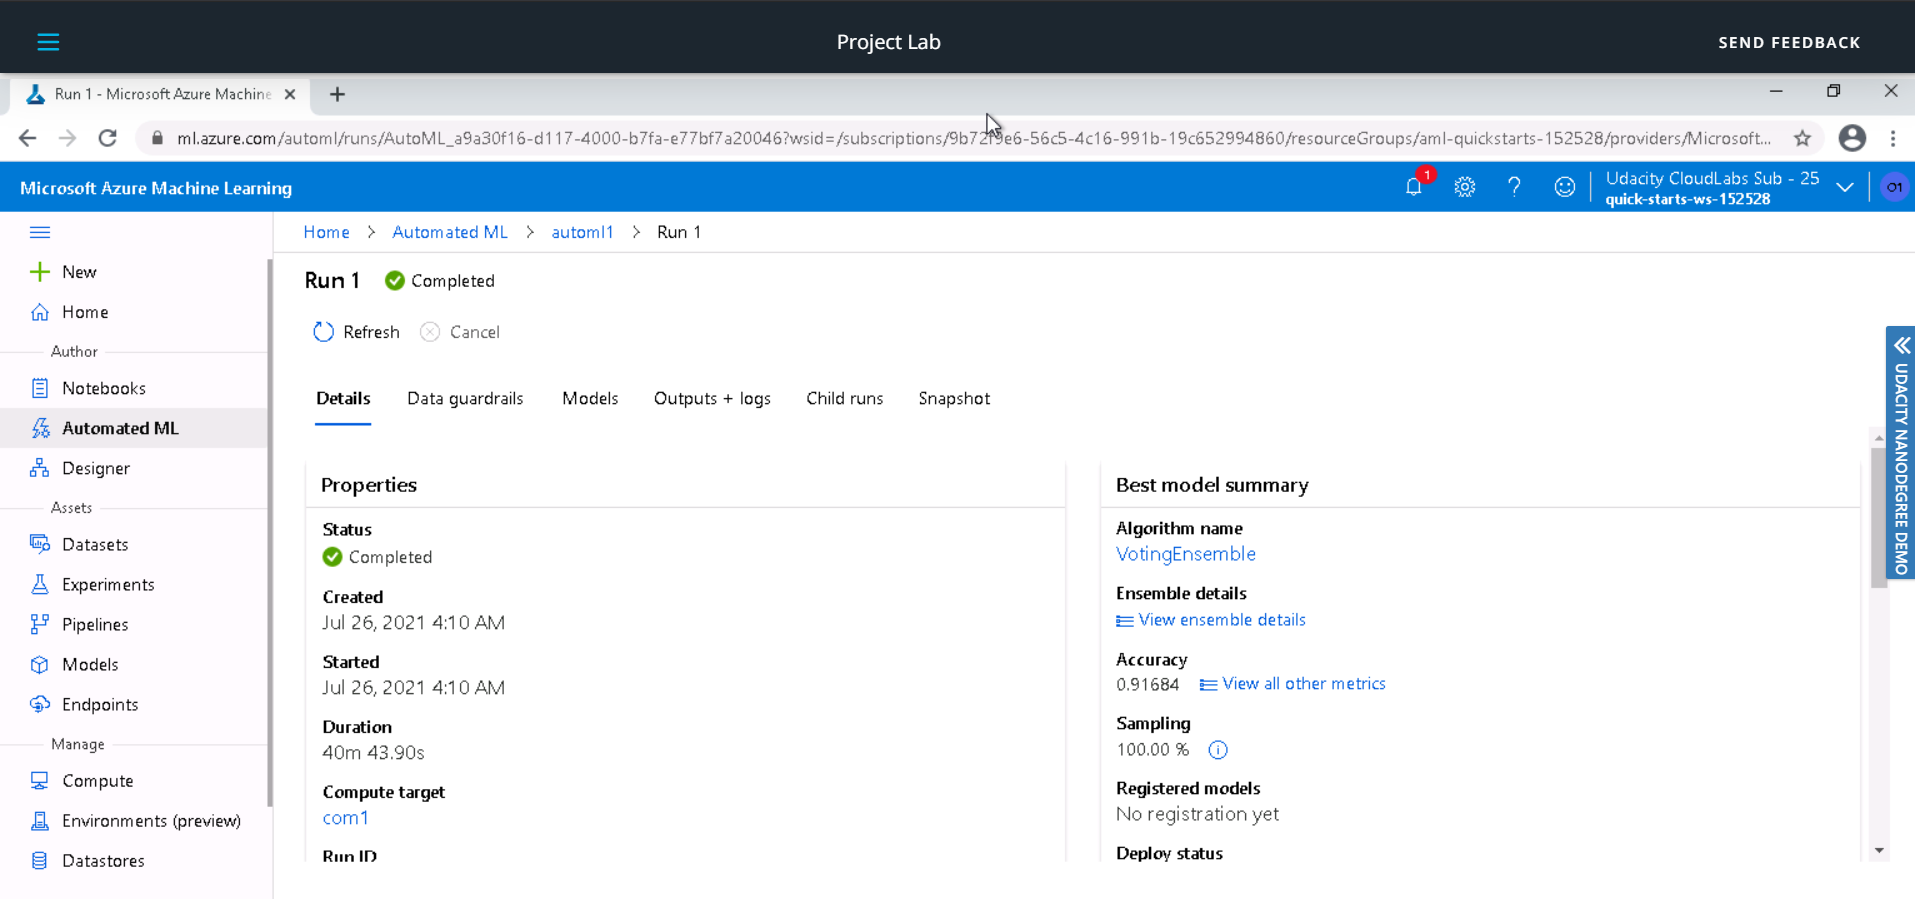 Project Lab
SEND FEEDBACK
Run 1 - Microsoft Azure Machine
ml.azure.com/automl/runs/AutoML_a9a30f16-d117-4000-b7fa-e77bf7a20046?wsid=/subscriptions/9b72f9e6-56c5-4c16-991b-19c652994860/resourceGroups/aml-quickstarts-152528/providers/Microsoft...
Microsoft Azure Machine Learning
1
?
Udacity CloudLabs Sub - 25
quick-starts-ws-152528
O1
Home > Automated ML > automl1 > Run 1
New
Home
Author
Notebooks
Automated ML
Designer
Assets
Datasets
Experiments
Pipelines
Models
Endpoints
Manage
Compute
Environments (preview)
Datastores
Run 1 Completed
Refresh Cancel
Details Data guardrails Models Outputs + logs Child runs Snapshot
Properties
Status
Completed
Created
Jul 26, 2021 4:10 AM
Started
Jul 26, 2021 4:10 AM
Duration
40m 43.90s
Compute target
com1
Run ID
Best model summary
Algorithm name
VotingEnsemble
Ensemble details
View ensemble details
Accuracy
0.91684 View all other metrics
Sampling
100.00 %
Registered models
No registration yet
Deploy status
UDACITY NANODEGREE DEMO